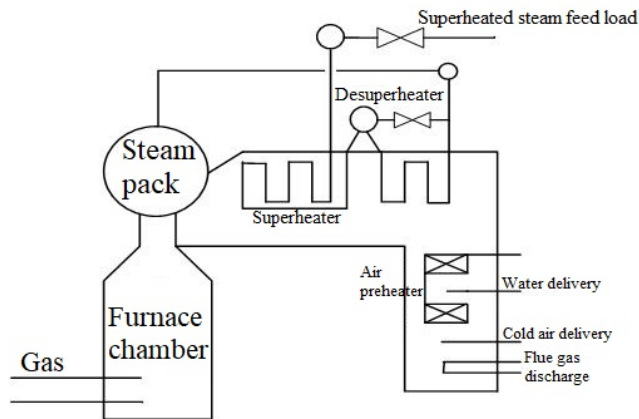 Superheated steam feed load
Desuperheater
Steam
pack
Superheater
Air
preheater
Water delivery
Furnace
chamber
Cold air delivery
Gas
Flue gas
discharge